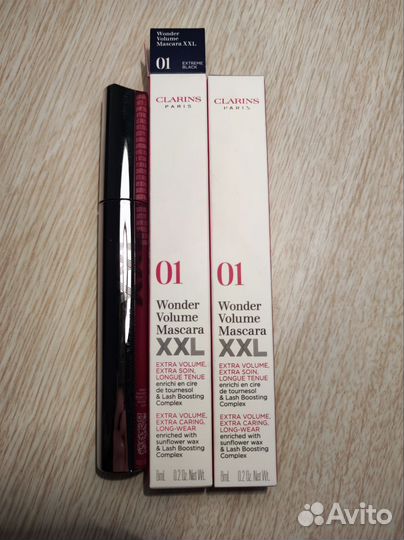 Wonder
Volume
Mascara XXL
01
EXTREME
BLACK
CLARINS
PARIS
01
Wonder
Volume
Mascara
XXL
EXTRA VOLUME,
EXTRA SOIN,
LONGUE TENUE
enrichi en cire
de tournesol
& Lash Boosting
Complex
EXTRA VOLUME,
EXTRA CARING,
LONG-WEAR
enriched with
sunflower wax
& Lash Boosting
Complex
8mL 0.2 Oz. Net Wt.
CLARINS
PARIS
01
Wonder
Volume
Mascara
XXL
EXTRA VOLUME,
EXTRA SOIN,
LONGUE TENUE
enrichi en cire
de tournesol
& Lash Boosting
Complex
EXTRA VOLUME,
EXTRA CARING,
LONG-WEAR
enriched with
sunflower wax
& Lash Boosting
Complex
8mL 0.2 Oz. Net Wt.
Avito